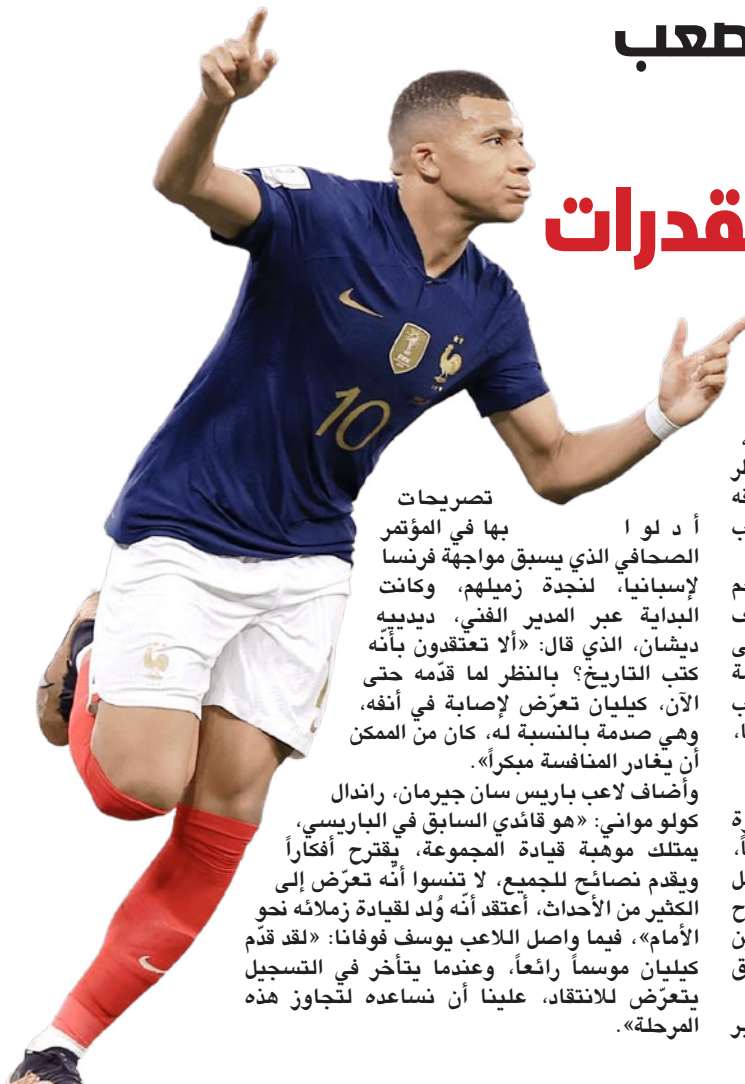 صعب
قدرات
تصريحات
أدلوا بها في المؤتمر
الصحافي الذي يسبق مواجهة فرنسا
لإسبانيا، لنجدة زميلهم، وكانت
البداية عبر المدير الفني، ديدييه
ديشان، الذي قال: «ألا تعتقدون بأنّه
كتب التاريخ؟ بالنظر لما قدّمه حتى
الآن، كيليان تعرّض لإصابة في أنفه،
وهي صدمة بالنسبة له، كان من الممكن
أن يغادر المنافسة مبكراً».
وأضاف لاعب باريس سان جيرمان، راندال
كولو مواني: «هو قائدي السابق في الباريسي،
يمتلك موهبة قيادة المجموعة، يقترح أفكاراً
ويقدم نصائح للجميع، لا تنسوا أنّه تعرّض إلى
الكثير من الأحداث، أعتقد أنّه وُلد لقيادة زملائه نحو
الأمام»، فيما واصل اللاعب يوسف فوفانا: «لقد قدّم
كيليان موسماً رائعاً، وعندما يتأخر في التسجيل
يتعرّض للانتقاد، علينا أن نساعده لتجاوز هذه
المرحلة».
10
FIFA